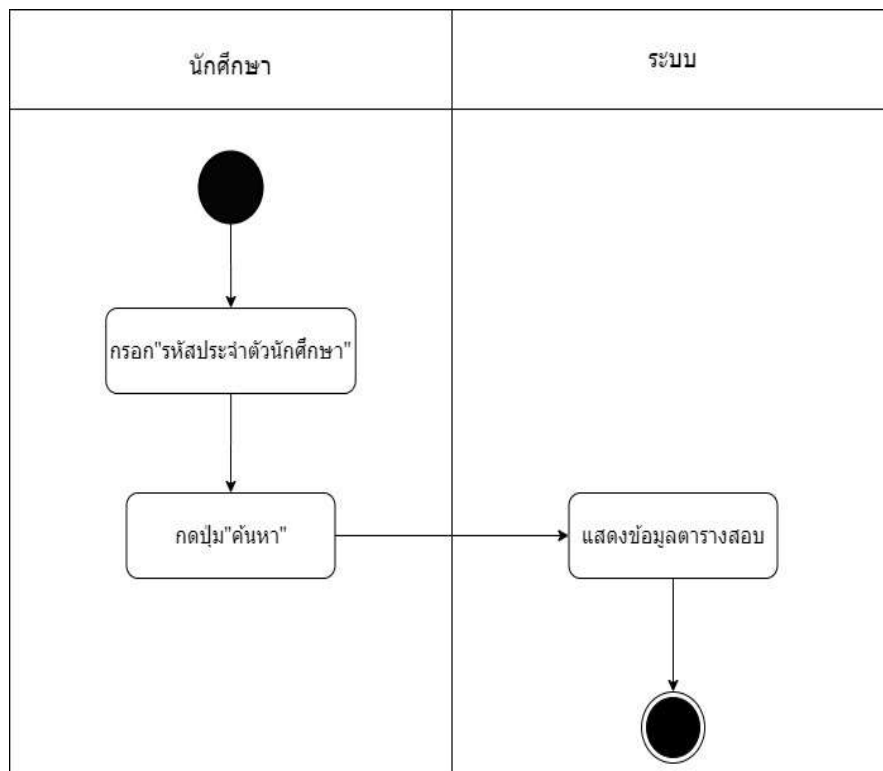 นักศึกษา
ระบบ
กรอก"รหัสประจำตัวนักศึกษา"
กดปุ่ม"ค้นหา"
แสดงข้อมูลตารางสอบ